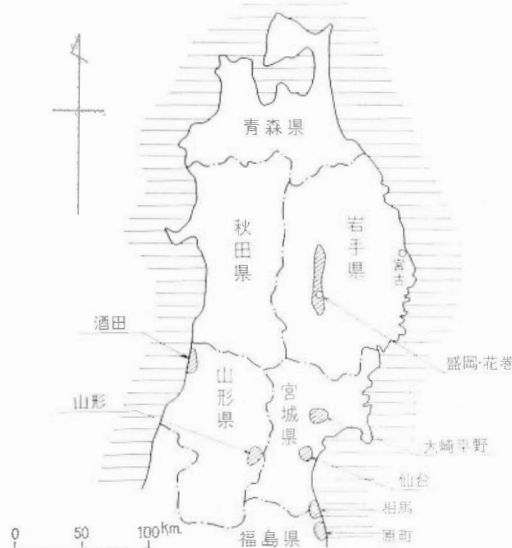 青森県
秋田県
岩手県
宮古
酒田
盛岡・花巻
山形県
宮城県
山形
大崎平野
仙台
相馬
原町
福島県
0 50 100km